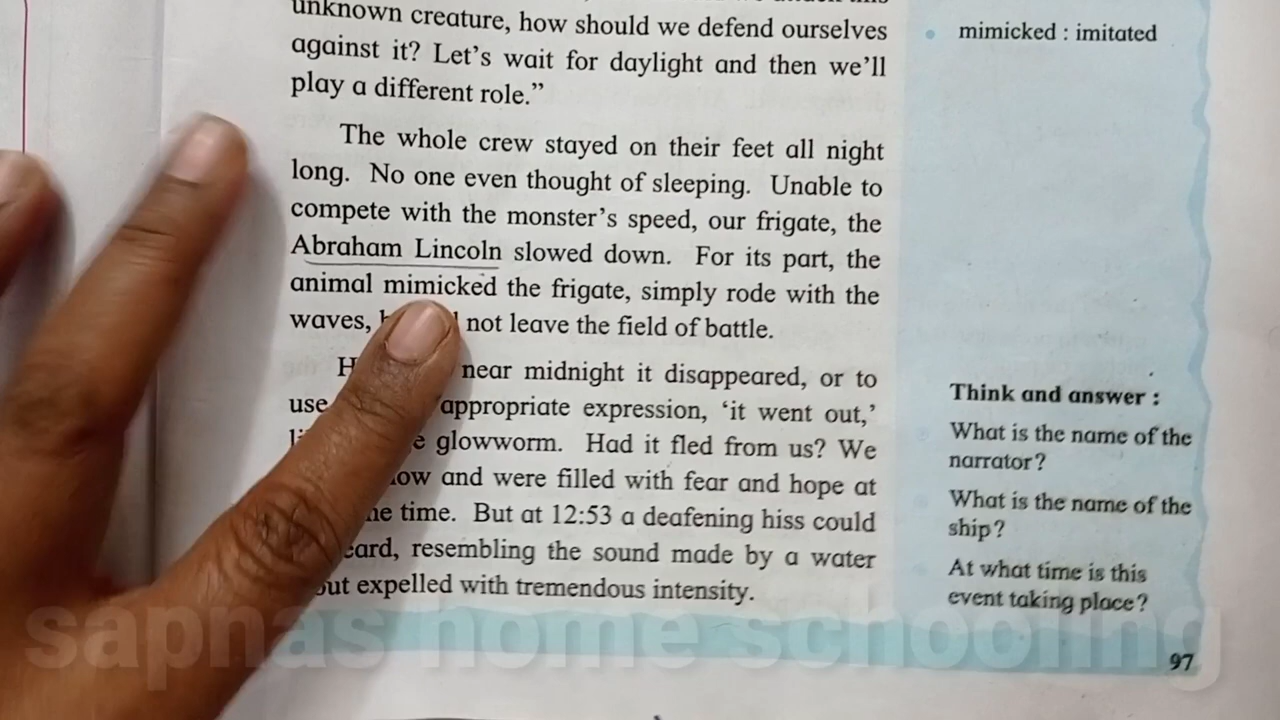 unknown creature, how should we defend ourselves
against it? Let's wait for daylight and then we'll
play a different role."
The whole crew stayed on their feet all night
long. No one even thought of sleeping. Unable to
compete with the monster's speed, our frigate, the
Abraham Lincoln slowed down. For its part, the
animal mimicked the frigate, simply rode with the
waves, not leave the field of battle.
near midnight it disappeared, or to
use appropriate expression, 'it went out,'
glowworm. Had it fled from us? We
and were filled with fear and hope at
time. But at 12:53 a deafening hiss could
resembling the sound made by a water
expelled with tremendous intensity.
mimicked : imitated
Think and answer :
What is the name of the
narrator?
What is the name of the
ship?
At what time is this
event taking place?
97
sapnas home schooling